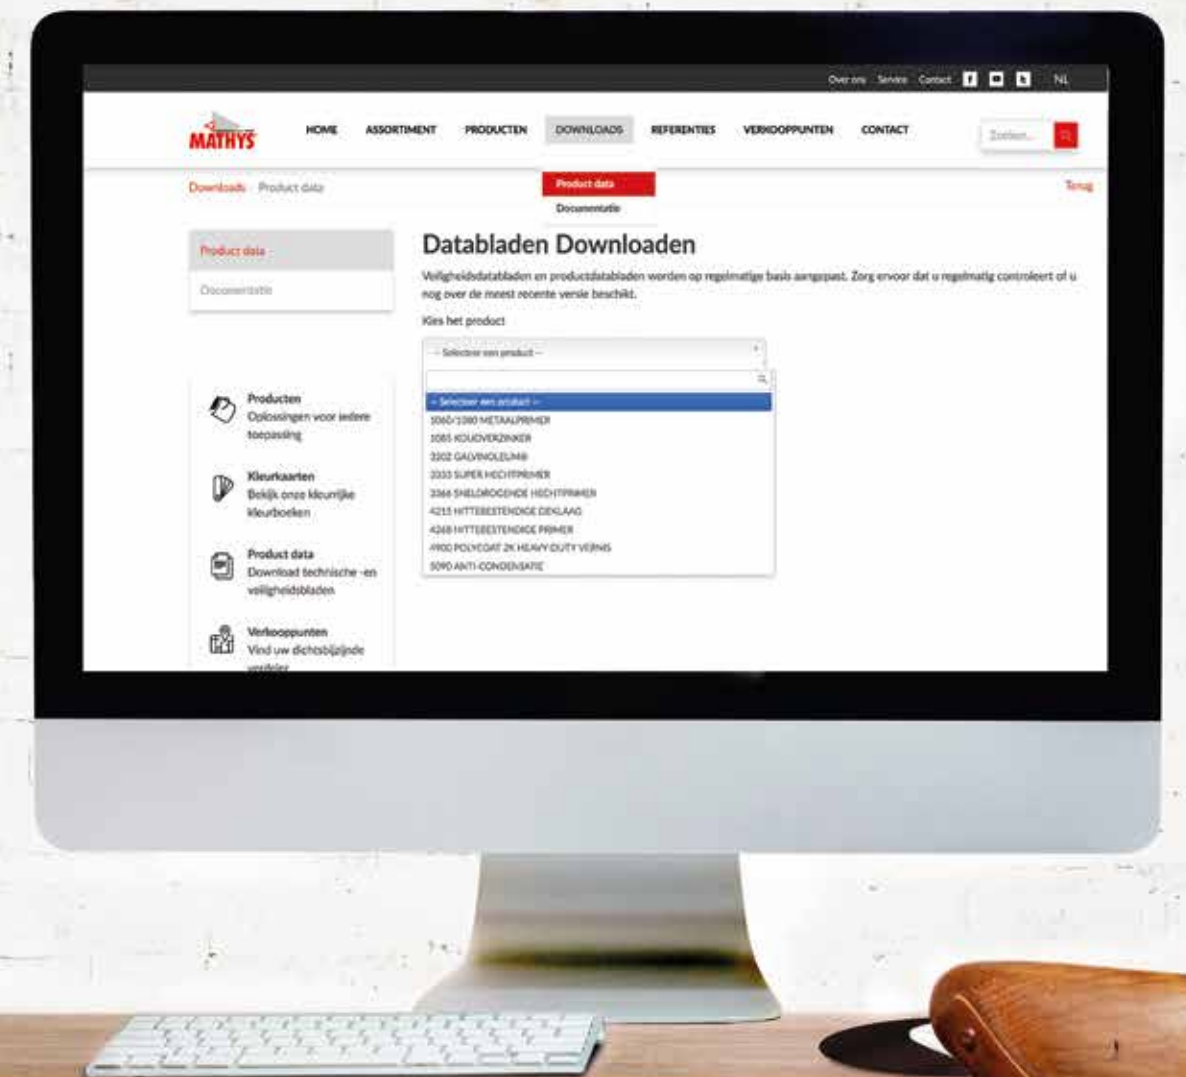 Over ons Service Contact NL
MATHYS
HOME ASSORTIMENT PRODUCTEN DOWNLOADS REFERENTIES VERKOOPPUNTEN CONTACT Zoeken...
Downloads Product data Terug
Product data
Documentatie
Product data
Documentatie
Databladen Downloaden
Veiligheidsdatabladen en productdatabladen worden op regelmatige basis aangepast. Zorg ervoor dat u regelmatig controleert of u
nog over de meest recente versie beschikt.
Kies het product
-- Selecteer een product --
-- Selecteer een product --
1060/1080 METAALPRIMER
1085 KOUDVERZINKER
3202 GALVINOLEUM®
3333 SUPER HECHTPRIMER
3366 SNELDROGENDE HECHTPRIMER
4215 HITTEBESTENDIGE DEKLAAG
4268 HITTEBESTENDIGE PRIMER
4900 POLYCOAT 2K HEAVY DUTY VERNIS
5090 ANTI-CONDENSATIE
Producten
Oplossingen voor iedere
toepassing
Kleurkaarten
Bekijk onze kleurrijke
kleurboeken
Product data
Download technische -en
veiligheidsbladen
Verkooppunten
Vind uw dichtsbijzijnde
verdeler